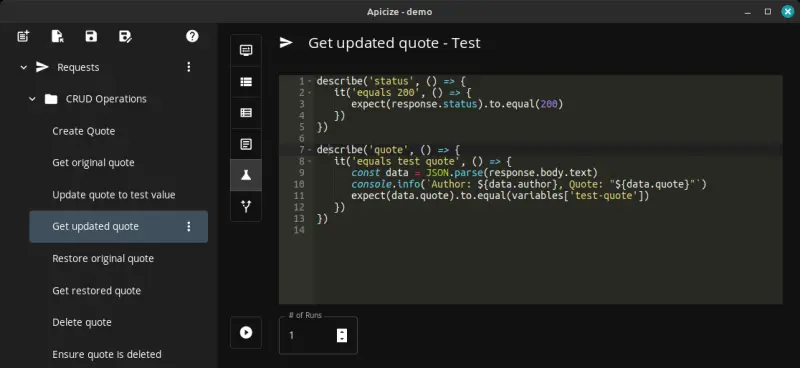 Apicize - demo
Requests
CRUD Operations
Create Quote
Get original quote
Update quote to test value
Get updated quote
Restore original quote
Get restored quote
Delete quote
Ensure quote is deleted
Get updated quote - Test
1 describe('status', () => {
2 it('equals 200', () => {
3 expect(response.status).to.equal(200)
4 })
5 })
6
7 describe('quote', () => {
8 it('equals test quote', () => {
9 const data = JSON.parse(response.body.text)
10 console.info(`Author: ${data.author}, Quote: "${data.quote}"`)
11 expect(data.quote).to.equal(variables['test-quote'])
12 })
13 })
14
# of Runs
1